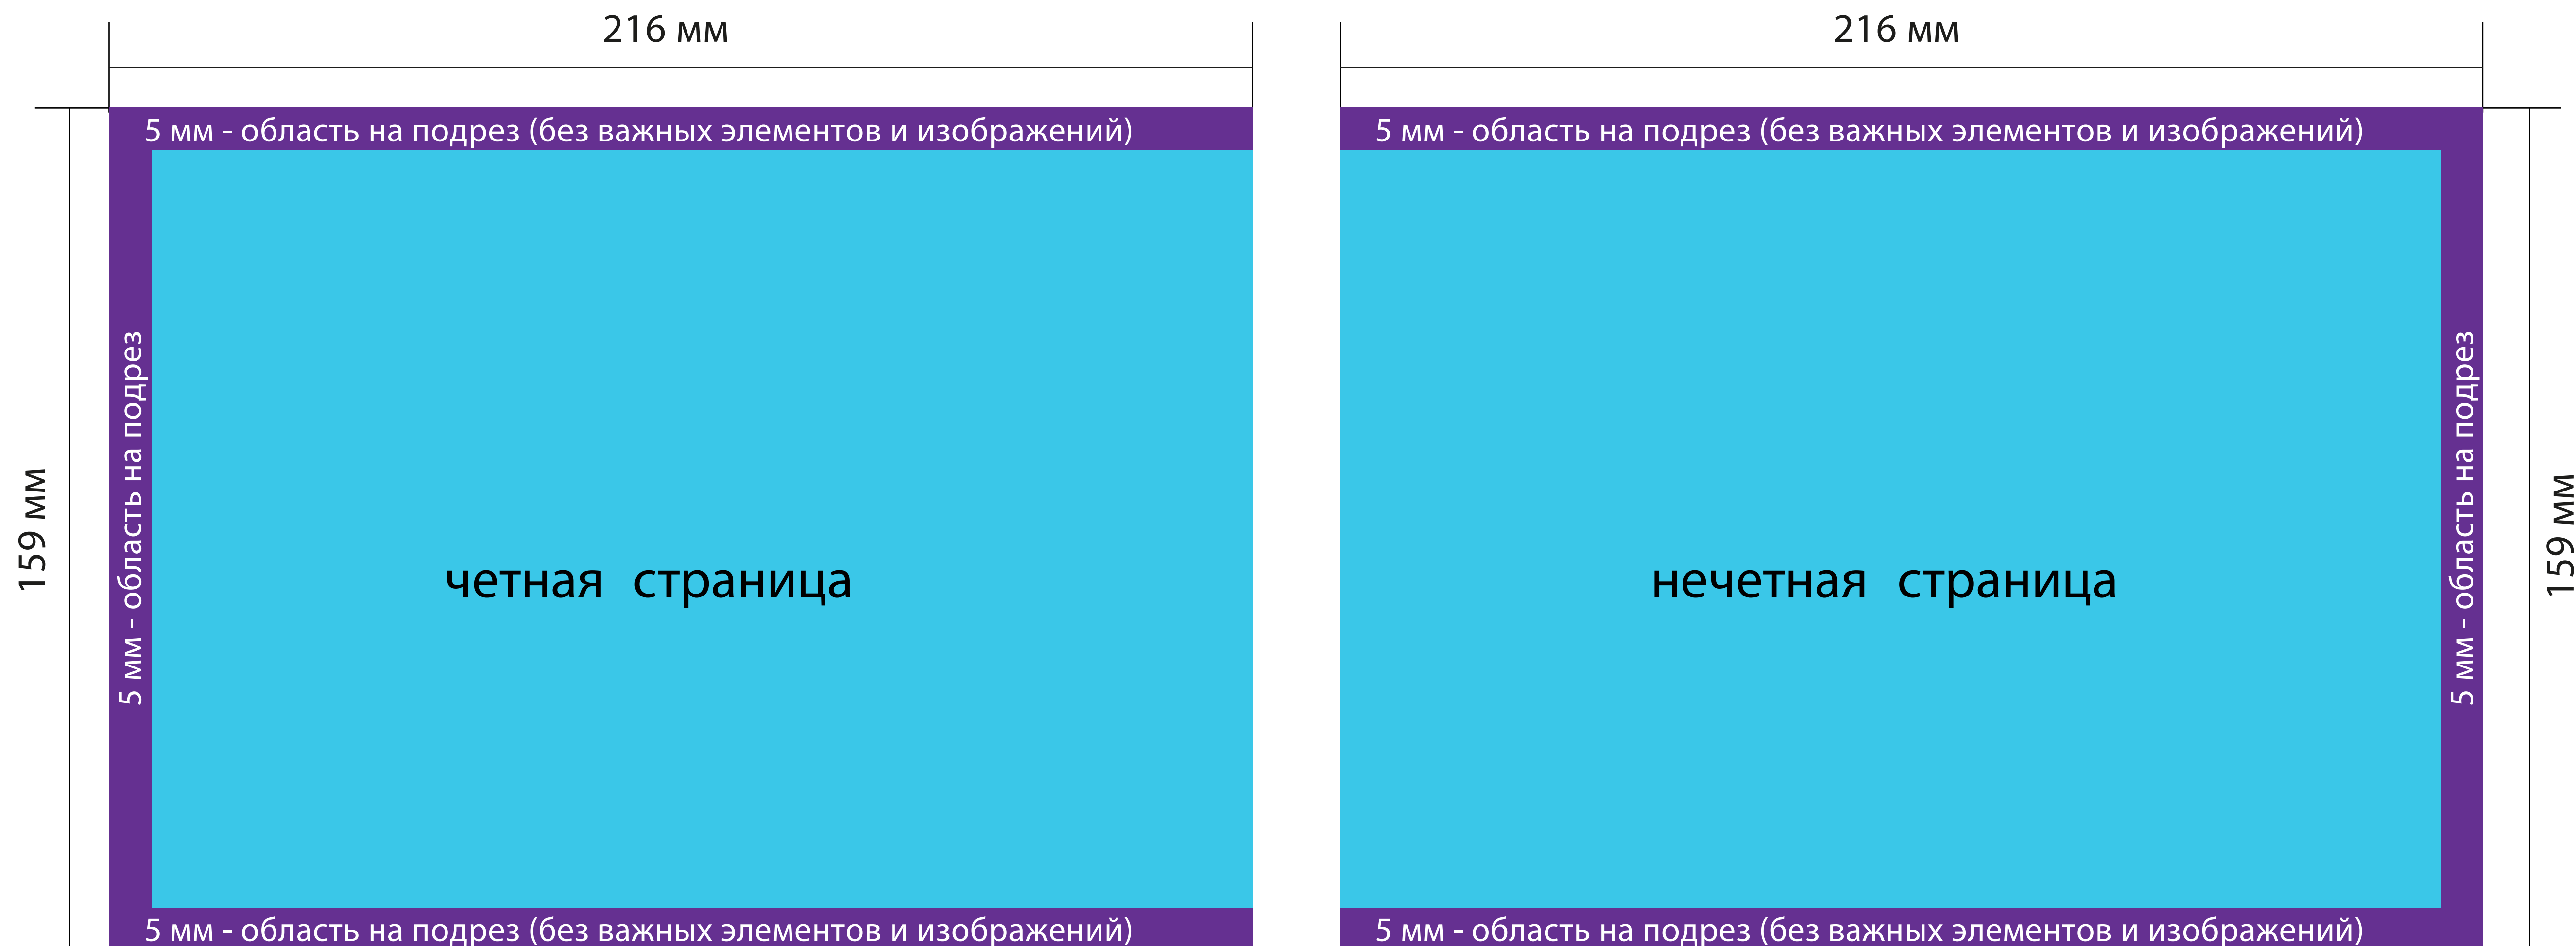 216 мм
216 мм
5 мм - область на подрез (без важных элементов и изображений)
5 мм - область на подрез (без важных элементов и изображений)
159 мм
5 мм - область на подрез
четная страница
нечетная страница
5 мм - область на подрез
159 мм
5 мм - область на подрез (без важных элементов и изображений)
5 мм - область на подрез (без важных элементов и изображений)